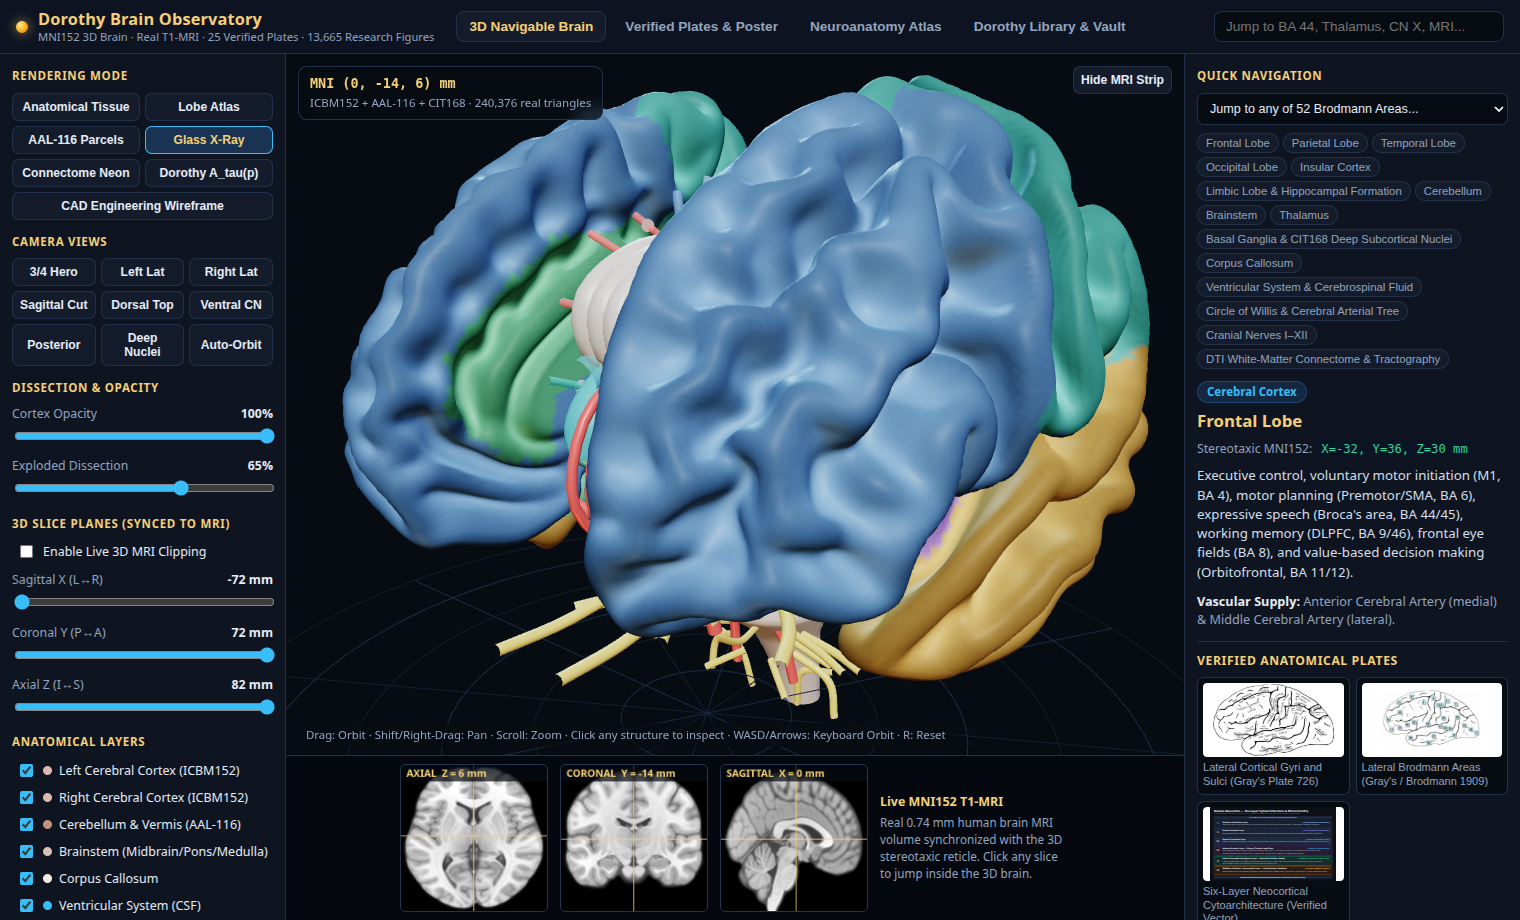 Dorothy Brain Observatory
MNI152 3D Brain · Real T1-MRI · 25 Verified Plates · 13,665 Research Figures
3D Navigable Brain
Verified Plates & Poster
Neuroanatomy Atlas
Dorothy Library & Vault
Jump to BA 44, Thalamus, CN X, MRI...
RENDERING MODE
Anatomical Tissue
Lobe Atlas
AAL-116 Parcels
Glass X-Ray
Connectome Neon
Dorothy A_tau(p)
CAD Engineering Wireframe
CAMERA VIEWS
3/4 Hero
Left Lat
Right Lat
Sagittal Cut
Dorsal Top
Ventral CN
Posterior
Deep
Nuclei
Auto-Orbit
DISSECTION & OPACITY
Cortex Opacity 100%
Exploded Dissection 65%
3D SLICE PLANES (SYNCED TO MRI)
Enable Live 3D MRI Clipping
Sagittal X (L↔R) -72 mm
Coronal Y (P↔A) 72 mm
Axial Z (I↔S) 82 mm
ANATOMICAL LAYERS
Left Cerebral Cortex (ICBM152)
Right Cerebral Cortex (ICBM152)
Cerebellum & Vermis (AAL-116)
Brainstem (Midbrain/Pons/Medulla)
Corpus Callosum
Ventricular System (CSF)
MNI (0, -14, 6) mm
ICBM152 + AAL-116 + CIT168 · 240,376 real triangles
Hide MRI Strip
Drag: Orbit · Shift/Right-Drag: Pan · Scroll: Zoom · Click any structure to inspect · WASD/Arrows: Keyboard Orbit · R: Reset
AXIAL Z = 6 mm
CORONAL Y = -14 mm
SAGITTAL X = 0 mm
Live MNI152 T1-MRI
Real 0.74 mm human brain MRI
volume synchronized with the 3D
stereotaxic reticle. Click any slice
to jump inside the 3D brain.
QUICK NAVIGATION
Jump to any of 52 Brodmann Areas...
Frontal Lobe
Parietal Lobe
Temporal Lobe
Occipital Lobe
Insular Cortex
Limbic Lobe & Hippocampal Formation
Cerebellum
Brainstem
Thalamus
Basal Ganglia & CIT168 Deep Subcortical Nuclei
Corpus Callosum
Ventricular System & Cerebrospinal Fluid
Circle of Willis & Cerebral Arterial Tree
Cranial Nerves I–XII
DTI White-Matter Connectome & Tractography
Cerebral Cortex
Frontal Lobe
Stereotaxic MNI152: X=-32, Y=36, Z=30 mm
Executive control, voluntary motor initiation (M1,
BA 4), motor planning (Premotor/SMA, BA 6),
expressive speech (Broca's area, BA 44/45),
working memory (DLPFC, BA 9/46), frontal eye
fields (BA 8), and value-based decision making
(Orbitofrontal, BA 11/12).
Vascular Supply: Anterior Cerebral Artery (medial)
& Middle Cerebral Artery (lateral).
VERIFIED ANATOMICAL PLATES
Lateral Cortical Gyri and
Sulci (Gray's Plate 726)
Lateral Brodmann Areas
(Gray's / Brodmann 1909)
Six-Layer Neocortical
Cytoarchitecture (Verified
Vector)